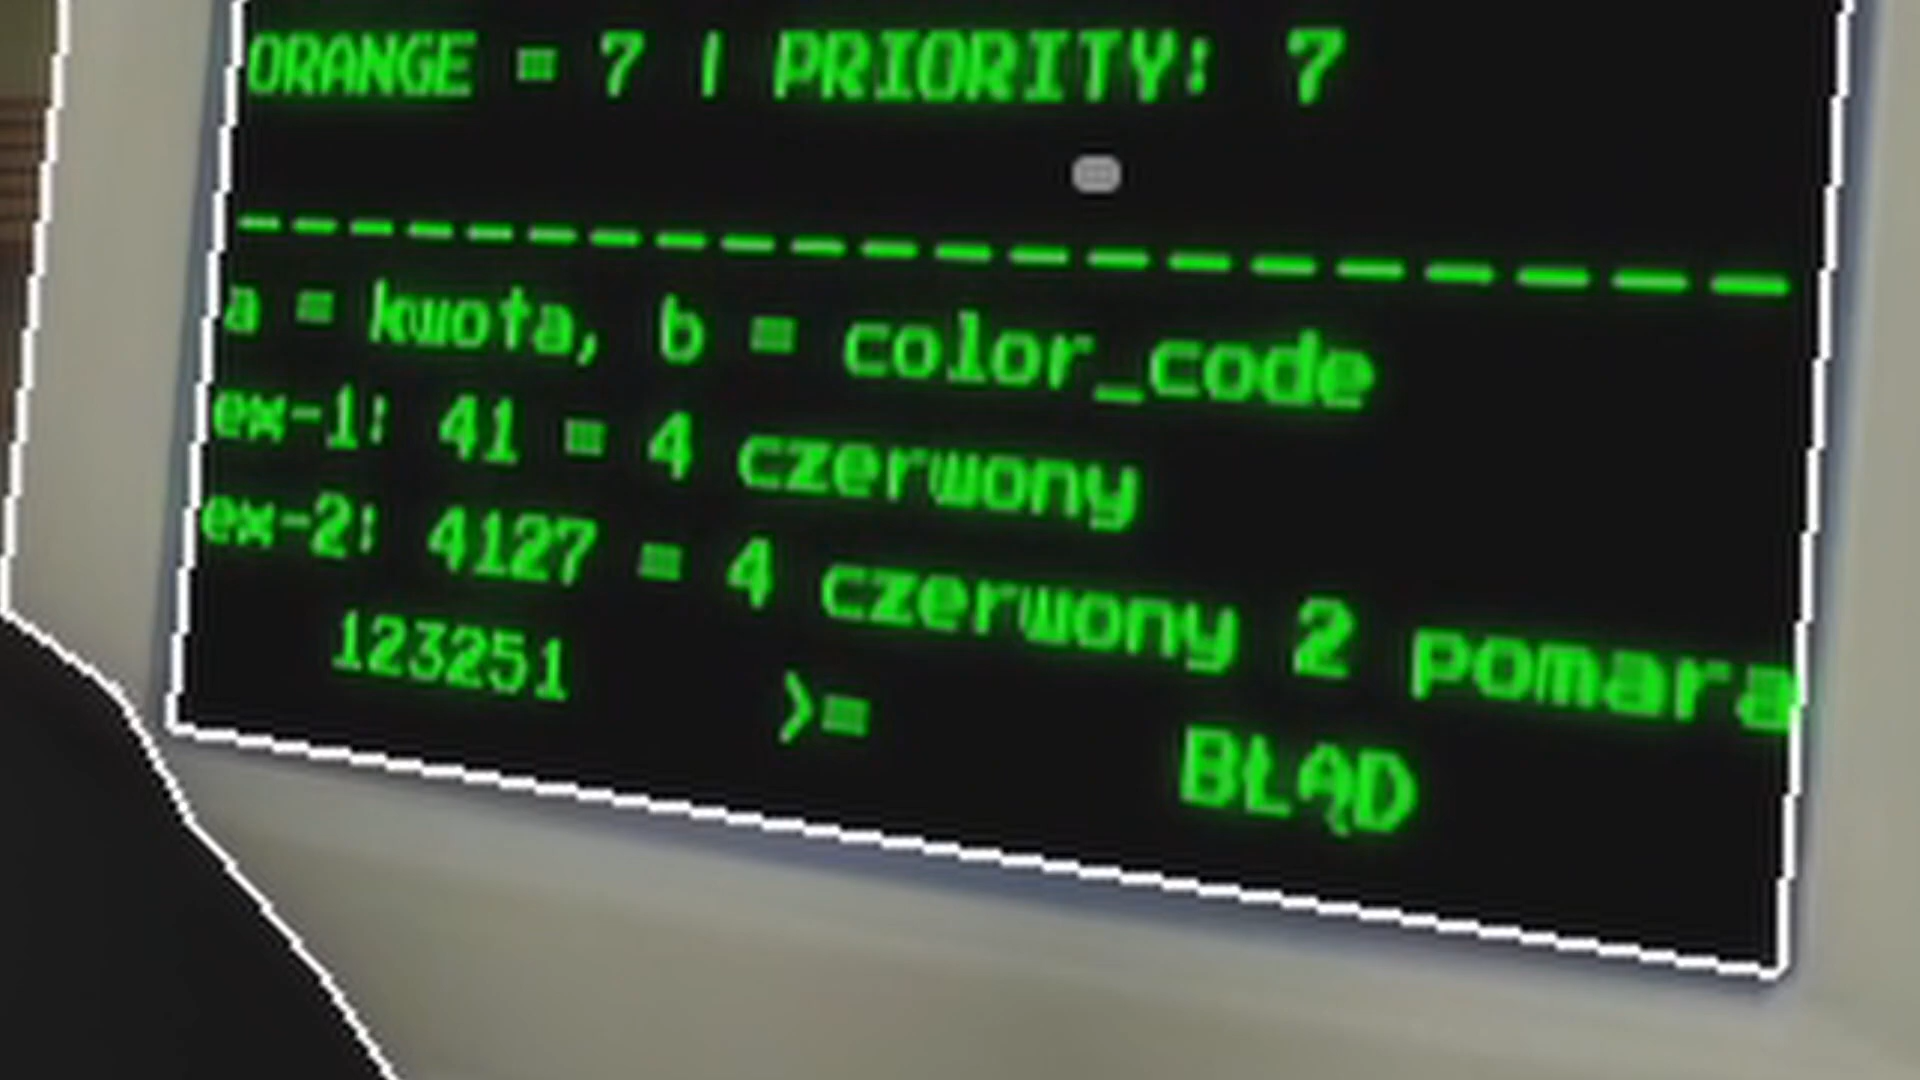 ORANGE = 7 | PRIORITY: 7
--------------------
a = kwota, b = color_code
ex-1: 41 = 4 czerwony
ex-2: 4127 = 4 czerwony 2 pomara
123251 >= BŁĄD